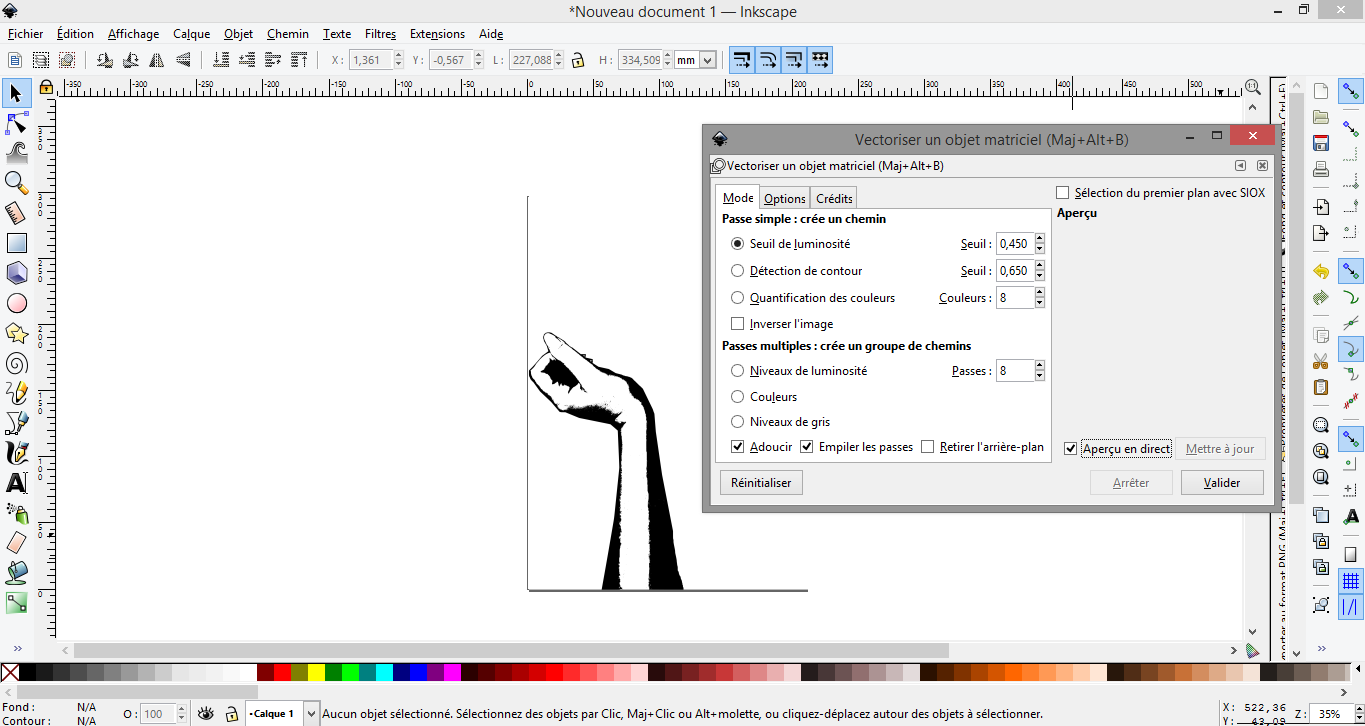 *Nouveau document 1 — Inkscape
Fichier Édition Affichage Calque Objet Chemin Texte Filtres Extensions Aide
X : 1,361 Y : -0,567 L : 227,088 H : 334,509 mm
-350 -300 -250 -200 -150 -100 -50 0 50 100 150 200 250 300 350 400 450 500
1:1
Vectoriser un objet matriciel (Maj+Alt+B)
Vectoriser un objet matriciel (Maj+Alt+B)
Mode Options Crédits
Sélection du premier plan avec SIOX
Passe simple : crée un chemin
Aperçu
Seuil de luminosité Seuil : 0,450
Détection de contour Seuil : 0,650
Quantification des couleurs Couleurs : 8
Inverser l'image
Passes multiples : crée un groupe de chemins
Niveaux de luminosité Passes : 8
Couleurs
Niveaux de gris
Adoucir Empiler les passes Retirer l'arrière-plan
Aperçu en direct Mettre à jour
Réinitialiser Arrêter Valider
Fond : N/A
Contour : N/A
O : 100
•Calque 1
Aucun objet sélectionné. Sélectionnez des objets par Clic, Maj+Clic ou Alt+molette, ou cliquez-déplacez autour des objets à sélectionner.
X: 522,36
Y: 43,09
Z: 35%